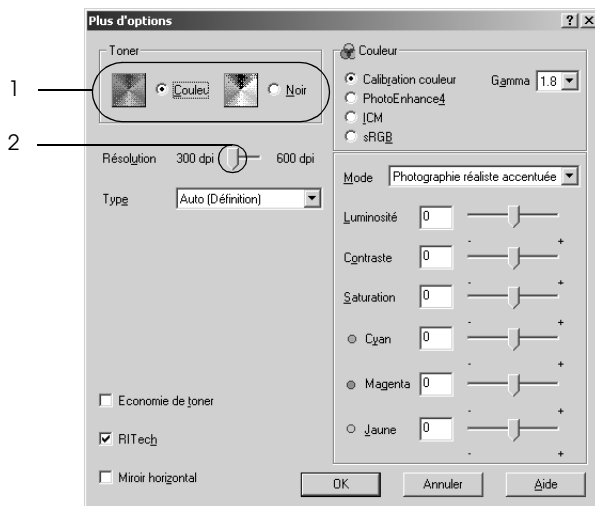 Plus d'options
Toner
1
Couleu
Noir
2
Résolution 300 dpi 600 dpi
Type Auto (Définition)
Economie de toner
RITech
Miroir horizontal
Couleur
Calibration couleur
Gamma 1.8
PhotoEnhance4
ICM
sRGB
Mode Photographie réaliste accentuée
Luminosité 0
- +
Contraste 0
- +
Saturation 0
- +
Cyan 0
- +
Magenta 0
- +
Jaune 0
- +
OK Annuler Aide